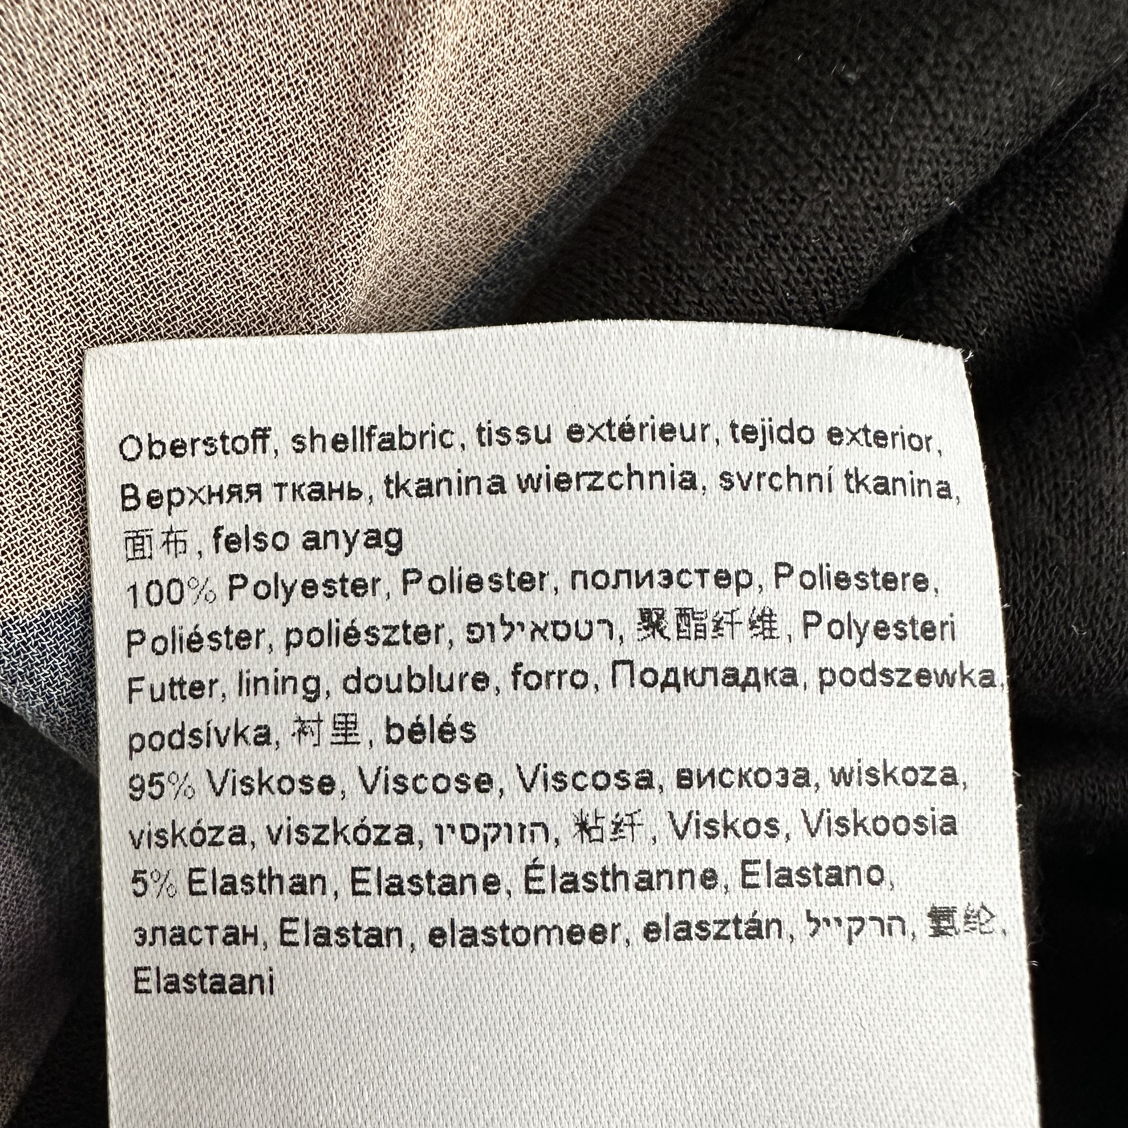 Oberstoff, shellfabric, tissu extérieur, tejido exterior,
Верхняя ткань, tkanina wierzchnia, svrchní tkanina,
面布, felso anyag
100% Polyester, Poliester, полиэстер, Poliestere,
Poliéster, poliészter, רטסאילופ, 聚酯纤维, Polyesteri
Futter, lining, doublure, forro, Подкладка, podszewka,
podsívka, 衬里, bélés
95% Viskose, Viscose, Viscosa, вискоза, wiskoza,
viskóza, viszkóza, הזוקסיו, 粘纤, Viskos, Viskoosia
5% Elasthan, Elastane, Élasthanne, Elastano,
эластан, Elastan, elastomeer, elasztán, הרקייל, 氨纶,
Elastaani